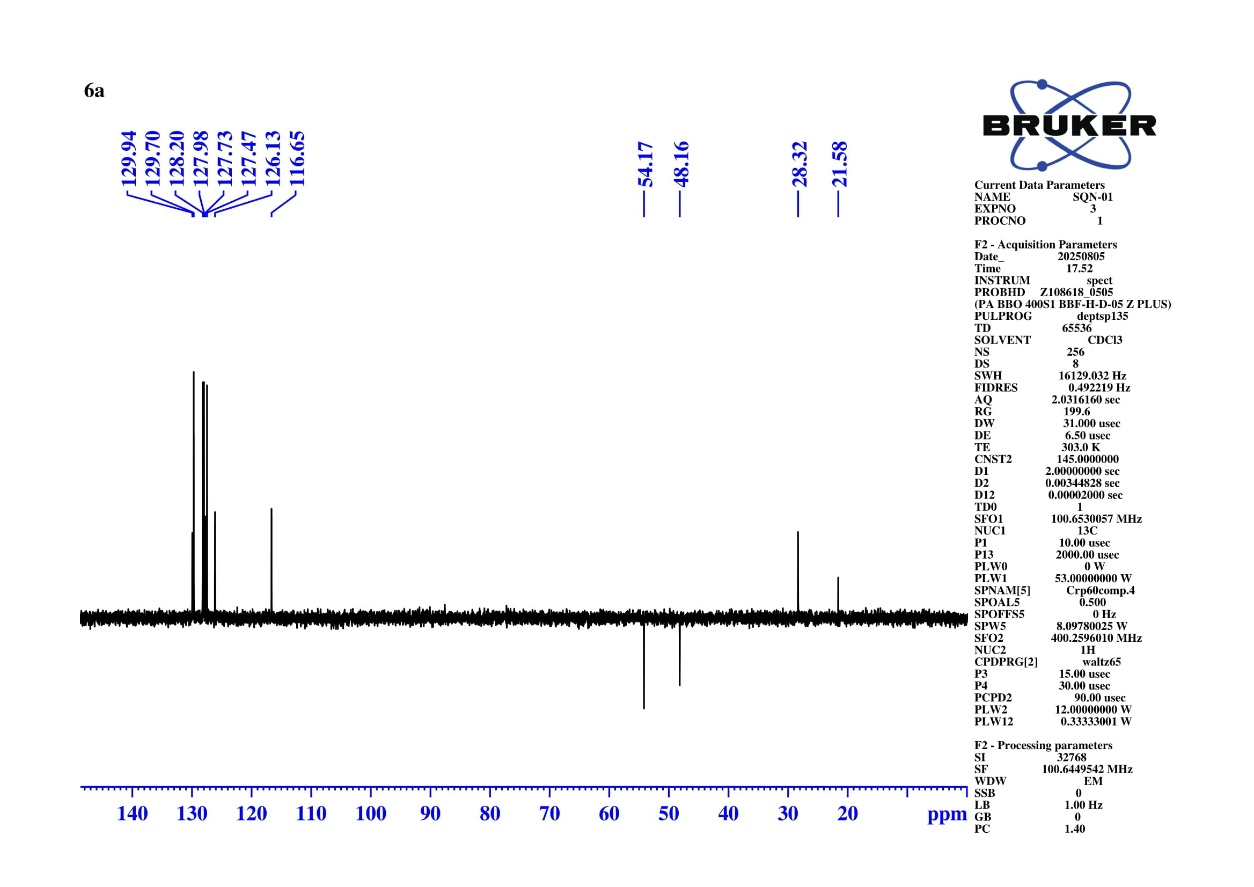 6a
129.94
129.70
128.20
127.98
127.73
127.47
126.13
116.65
54.17
48.16
28.32
21.58
BRUKER
Current Data Parameters
NAME SQN-01
EXPNO 3
PROCNO 1
F2 - Acquisition Parameters
Date_ 20250805
Time 17.52
INSTRUM spect
PROBHD Z108618_0505
(PA BBO 400S1 BBF-H-D-05 Z PLUS)
PULPROG deptsp135
TD 65536
SOLVENT CDCl3
NS 256
DS 8
SWH 16129.032 Hz
FIDRES 0.492219 Hz
AQ 2.0316160 sec
RG 199.6
DW 31.000 usec
DE 6.50 usec
TE 303.0 K
CNST2 145.0000000
D1 2.00000000 sec
D2 0.00344828 sec
D12 0.00002000 sec
TD0 1
SFO1 100.6530057 MHz
NUC1 13C
P1 10.00 usec
P13 2000.00 usec
PLW0 0 W
PLW1 53.00000000 W
SPNAM[5] Crp60comp.4
SPOAL5 0.500
SPOFFS5 0 Hz
SPW5 8.09780025 W
SFO2 400.2596010 MHz
NUC2 1H
CPDPRG[2] waltz65
P3 15.00 usec
P4 30.00 usec
PCPD2 90.00 usec
PLW2 12.00000000 W
PLW12 0.33333001 W
F2 - Processing parameters
SI 32768
SF 100.6449542 MHz
WDW EM
SSB 0
LB 1.00 Hz
GB 0
PC 1.40
140 130 120 110 100 90 80 70 60 50 40 30 20 ppm